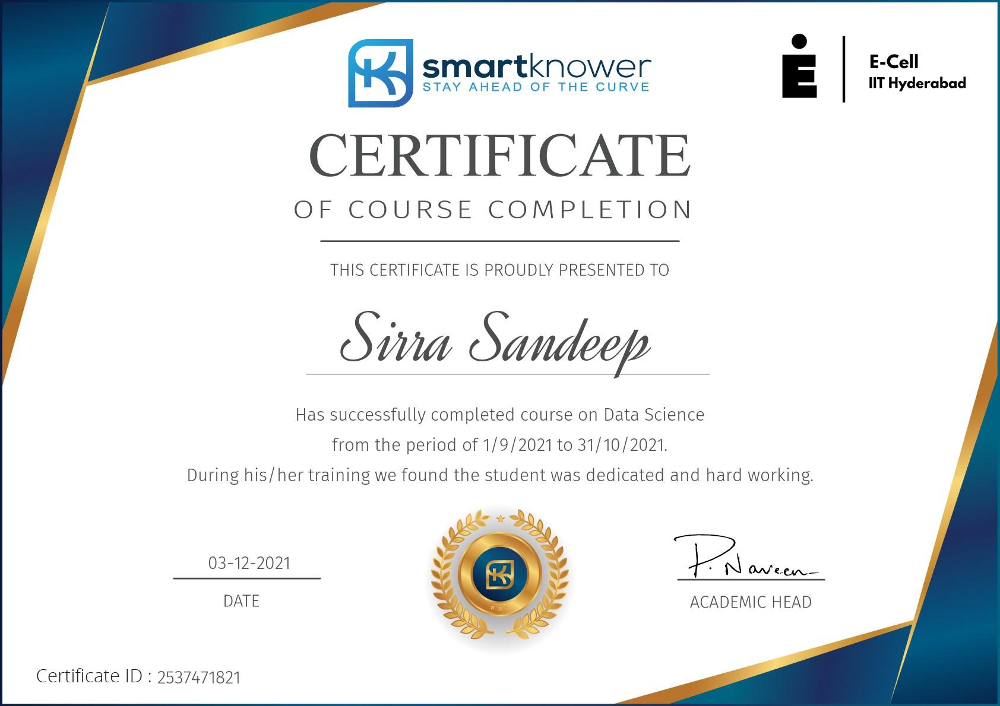 smartknower
STAY AHEAD OF THE CURVE
E-Cell
IIT Hyderabad
CERTIFICATE
OF COURSE COMPLETION
THIS CERTIFICATE IS PROUDLY PRESENTED TO
Sirra Sandeep
Has successfully completed course on Data Science
from the period of 1/9/2021 to 31/10/2021.
During his/her training we found the student was dedicated and hard working.
03-12-2021
DATE
P. Naveen
ACADEMIC HEAD
Certificate ID : 2537471821